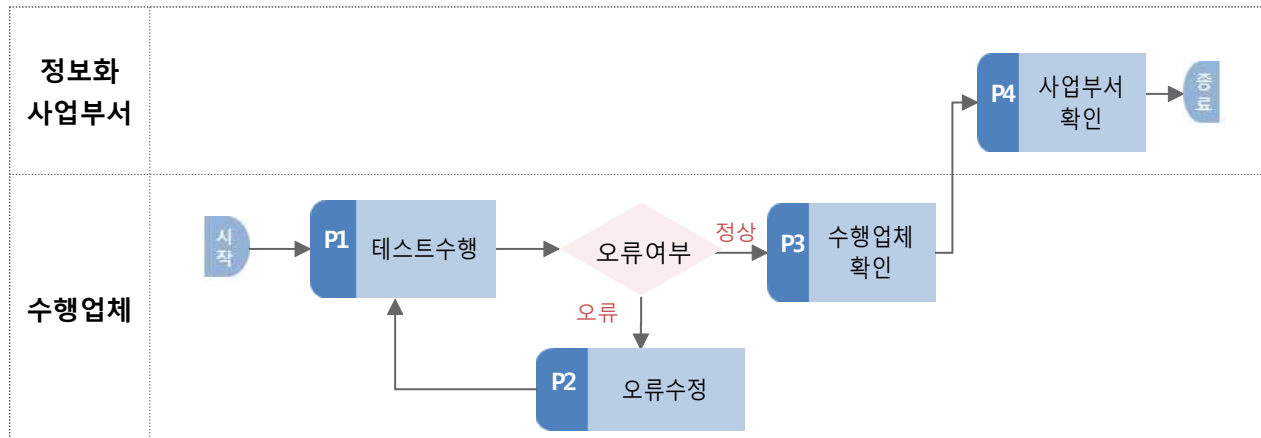 정보화
사업부서
P4
사업부서
확인
종
료
수행업체
시
작
P1
테스트수행
오류여부
정상
P3
수행업체
확인
오류
P2
오류수정